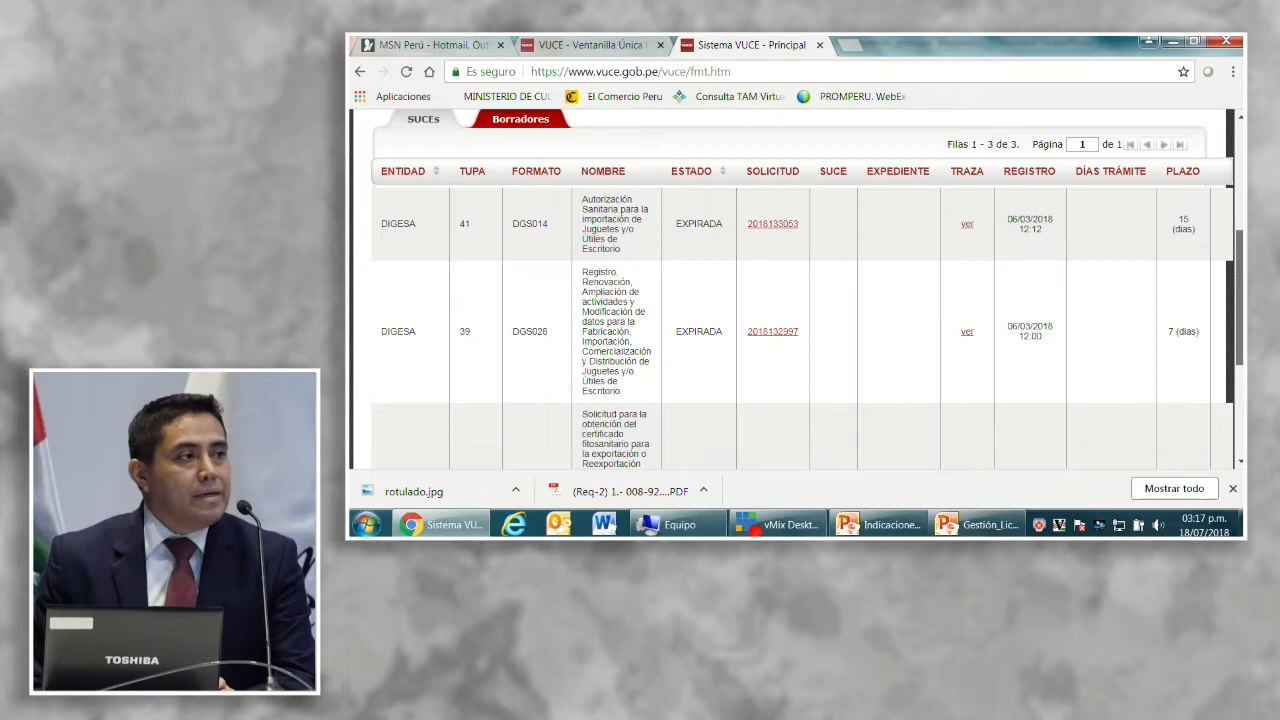 MSN Perú - Hotmail, Out
VUCE - Ventanilla Única
Sistema VUCE - Principal
Es seguro
https://www.vuce.gob.pe/vuce/fmt.htm
Aplicaciones
MINISTERIO DE CUL
El Comercio Peru
Consulta TAM Virtua
PROMPERU. WebEx
SUCEs
Borradores
Filas 1 - 3 de 3. Página 1 de 1
ENTIDAD TUPA FORMATO NOMBRE ESTADO SOLICITUD SUCE EXPEDIENTE TRAZA REGISTRO DÍAS TRÁMITE PLAZO
DIGESA
41
DGS014
Autorización
Sanitaria para la
importación de
Juguetes y/o
Útiles de
Escritorio
EXPIRADA
2018133053
ver
06/03/2018
12:12
15
(dias)
DIGESA
39
DGS026
Registro,
Renovación,
Ampliación de
actividades y
Modificación de
datos para la
Fabricación,
Importación,
Comercialización
y Distribución de
Juguetes y/o
Útiles de
Escritorio
EXPIRADA
2018132997
ver
06/03/2018
12:00
7 (dias)
Solicitud para la
obtención del
certificado
fitosanitario para
la exportación o
Reexportación
rotulado.jpg
(Req-2) 1.- 008-92....PDF
Mostrar todo
Sistema VU...
Equipo
vMix Deskt...
Indicacione...
Gestión_Lic...
03:17 p.m.
18/07/2018
TOSHIBA